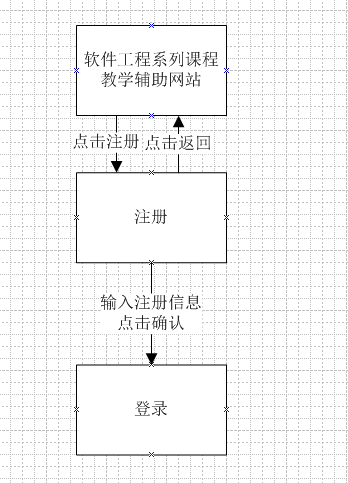 软件工程系列课程
教学辅助网站
点击注册
点击返回
注册
输入注册信息
点击确认
登录